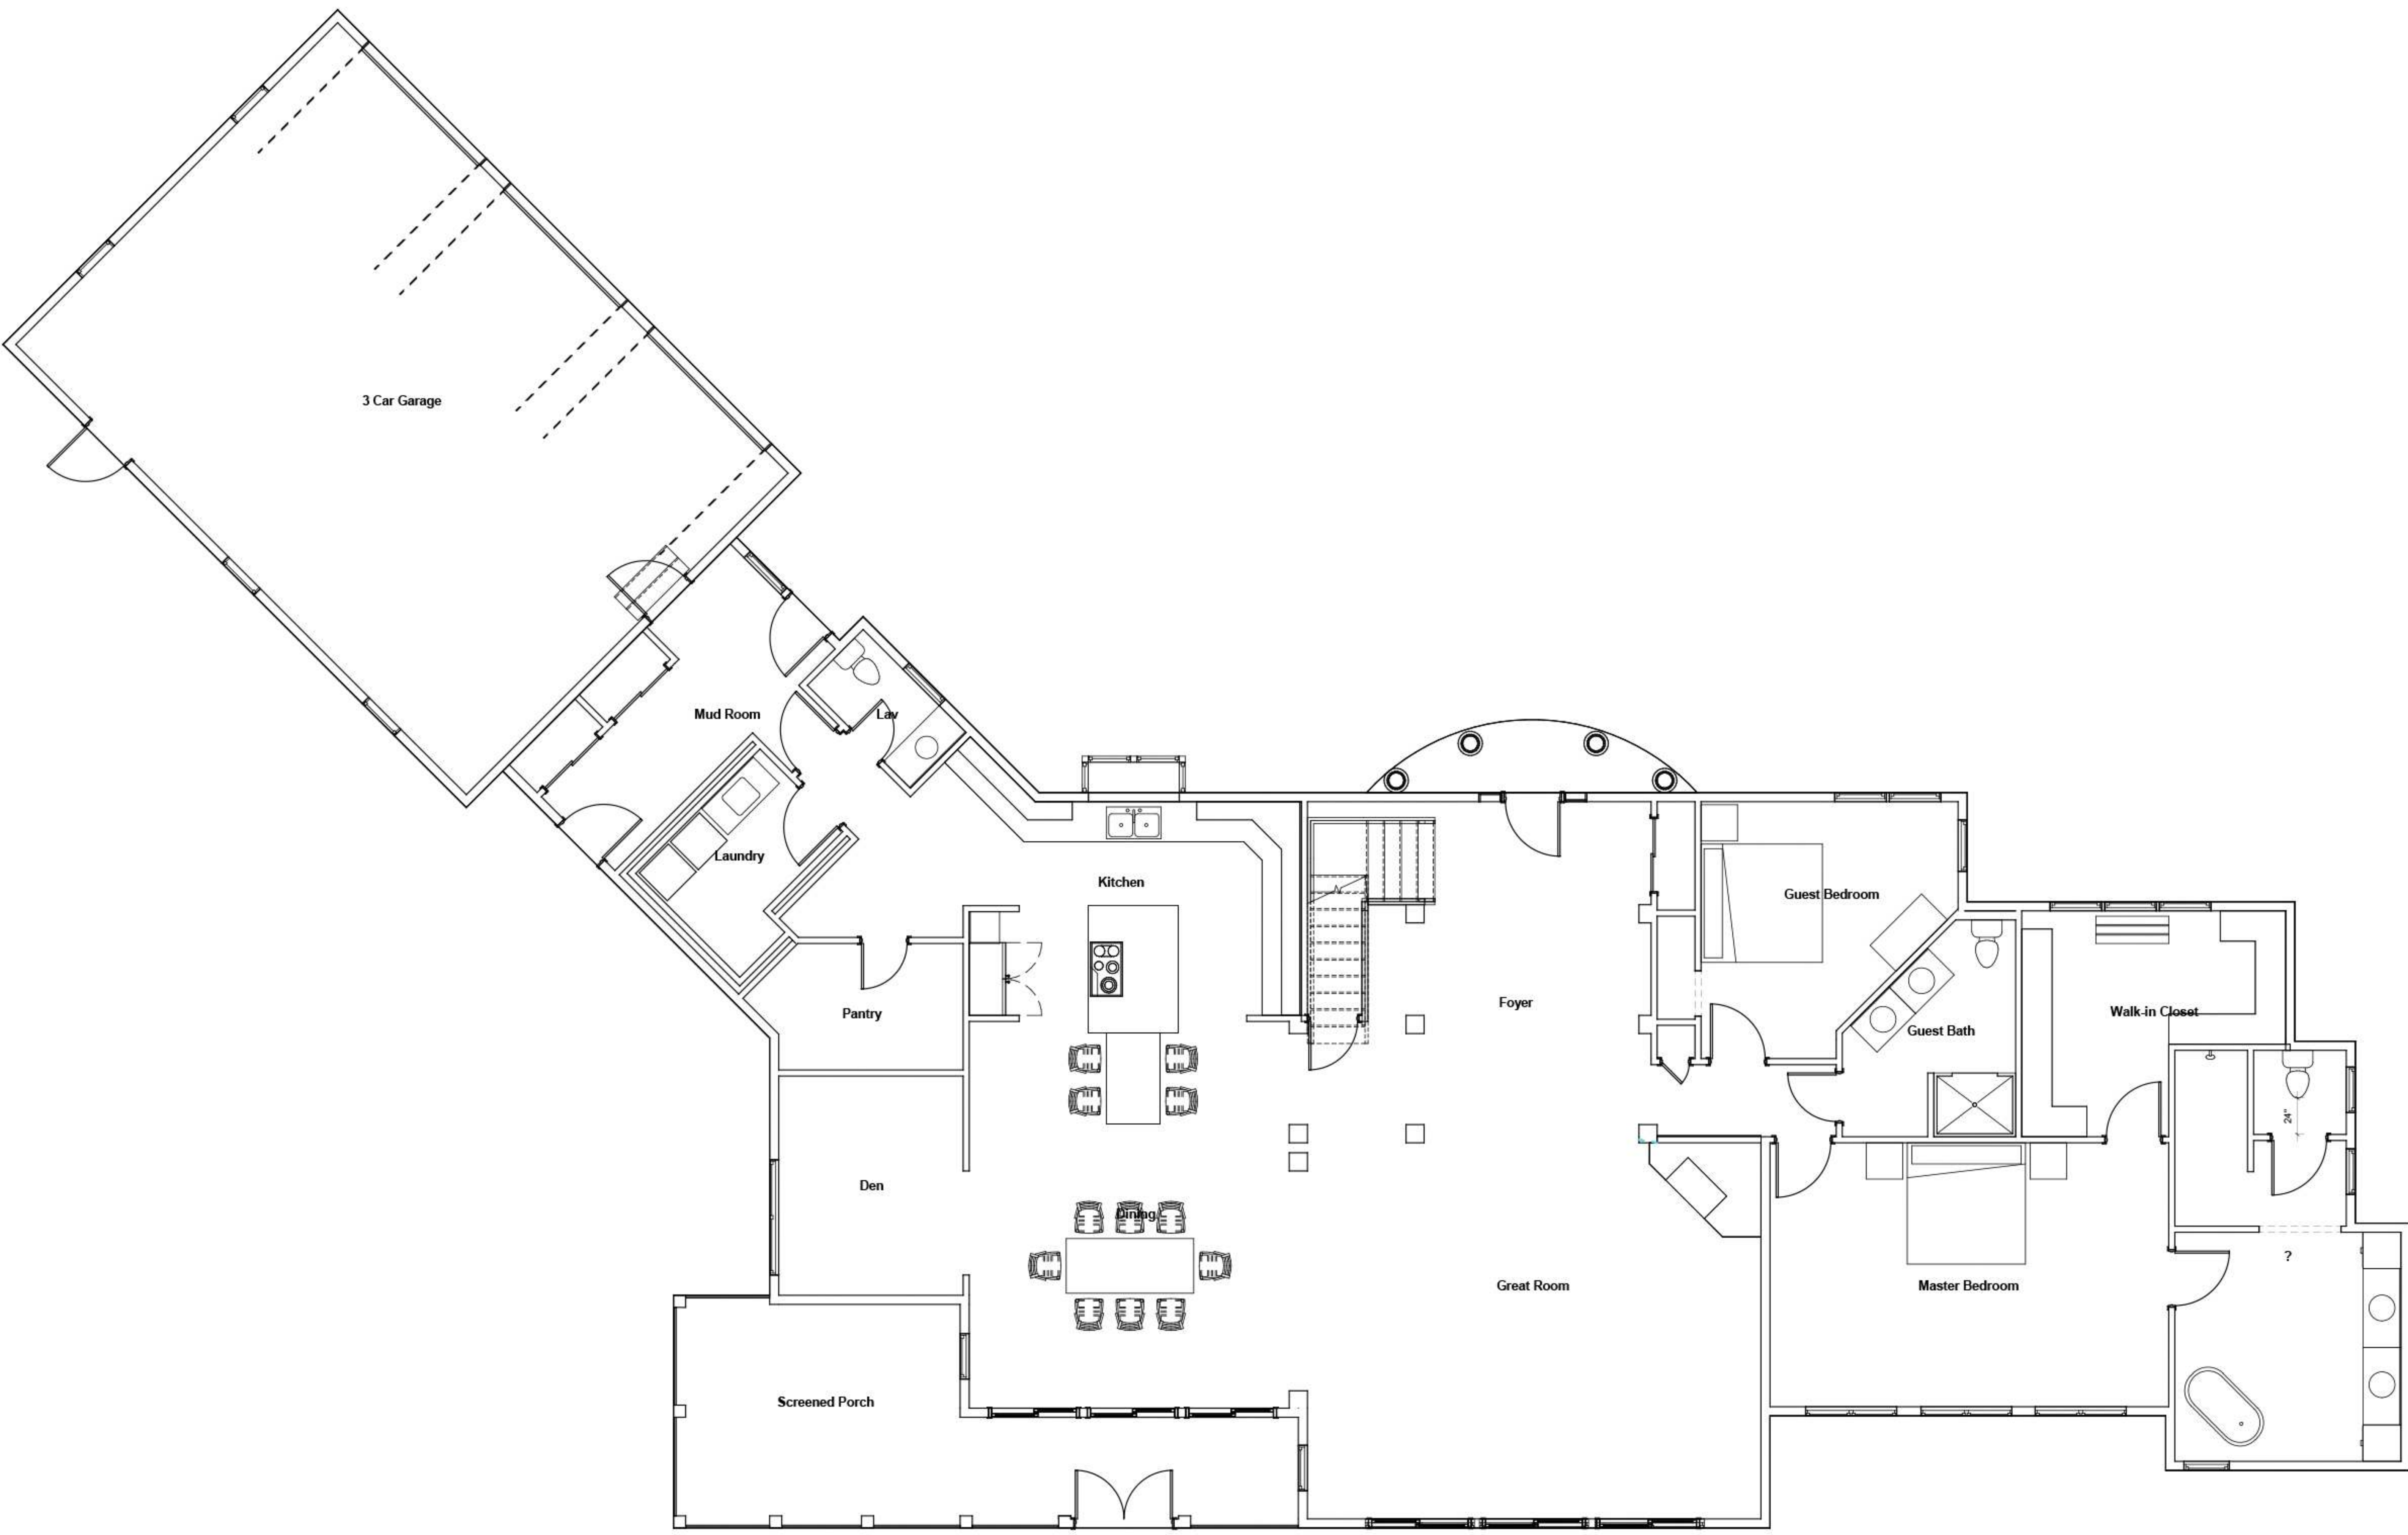 3 Car Garage
Mud Room
Lav
Laundry
Kitchen
Guest Bedroom
Foyer
Pantry
Guest Bath
Walk-in Closet
24"
Den
Dining
?
Great Room
Master Bedroom
Screened Porch